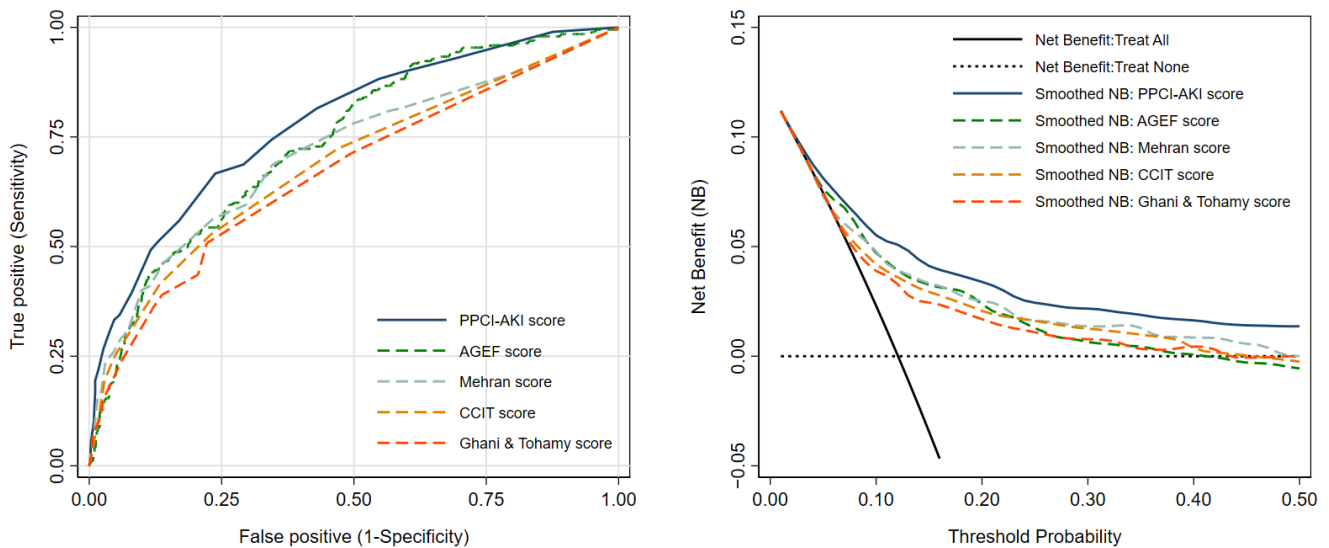 True positive (Sensitivity)
1.00
0.75
0.50
0.25
0.00
PPCI-AKI score
AGEF score
Mehran score
CCIT score
Ghani & Tohamy score
0.00 0.25 0.50 0.75 1.00
False positive (1-Specificity)
Net Benefit (NB)
0.15
0.10
0.05
0.00
−0.05
Net Benefit:Treat All
Net Benefit:Treat None
Smoothed NB: PPCI-AKI score
Smoothed NB: AGEF score
Smoothed NB: Mehran score
Smoothed NB: CCIT score
Smoothed NB: Ghani & Tohamy score
0.00 0.10 0.20 0.30 0.40 0.50
Threshold Probability